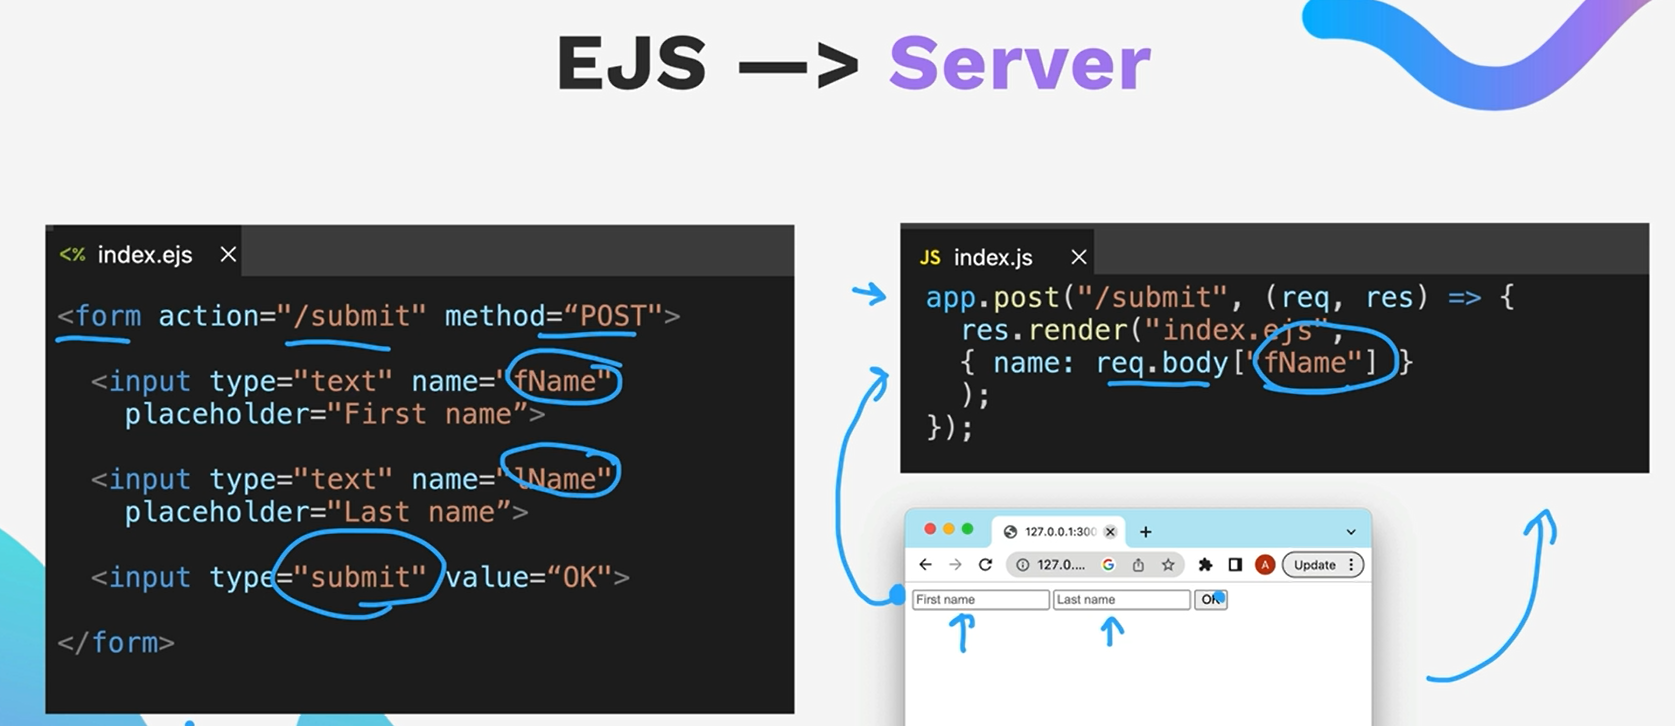 EJS —> Server
<% index.ejs ×
<form action="/submit" method=“POST">
<input type="text" name="fName"
placeholder="First name”>
<input type="text" name="lName"
placeholder="Last name”>
<input type="submit" value=“OK">
</form>
JS index.js ×
app.post("/submit", (req, res) => {
res.render("index.ejs",
{ name: req.body["fName"] }
);
});
127.0.0.1:300
127.0....
A
Update
First name Last name OK